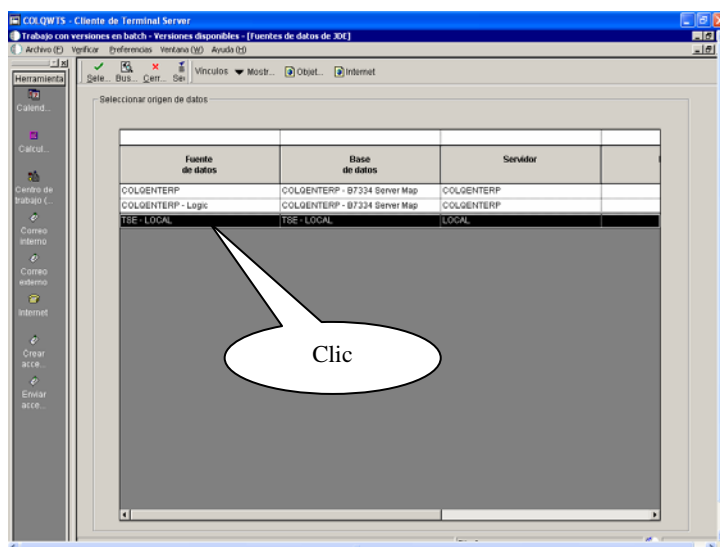 COLQWTS - Cliente de Terminal Server
Trabajo con versiones en batch - Versiones disponibles - [Fuentes de datos de JDE]
Archivo (F) Verificar Preferencias Ventana (W) Ayuda (H)
Herramienta
Sele... Bus... Cerr... Sei Vínculos Mostr... Objet... Internet
Calend...
Calcul...
Centro de
trabajo (...
Correo
interno
Correo
externo
Internet
Crear
acce...
Enviar
acce...
Seleccionar origen de datos
Fuente
de datos
Base
de datos
Servidor
COLQENTERP COLQENTERP - B7334 Server Map COLQENTERP
COLQENTERP - Logic COLQENTERP - B7334 Server Map COLQENTERP
TSE - LOCAL TSE - LOCAL LOCAL
Clic